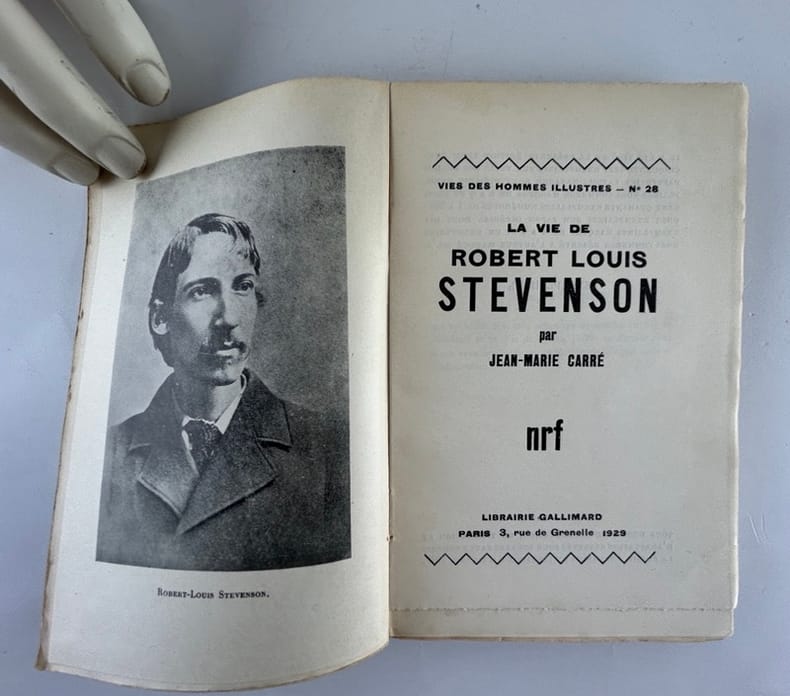 ROBERT-LOUIS STEVENSON.
VIES DES HOMMES ILLUSTRES — N° 28
LA VIE DE
ROBERT LOUIS
STEVENSON
par
JEAN-MARIE CARRÉ
nrf
LIBRAIRIE GALLIMARD
PARIS 3, rue de Grenelle 1929